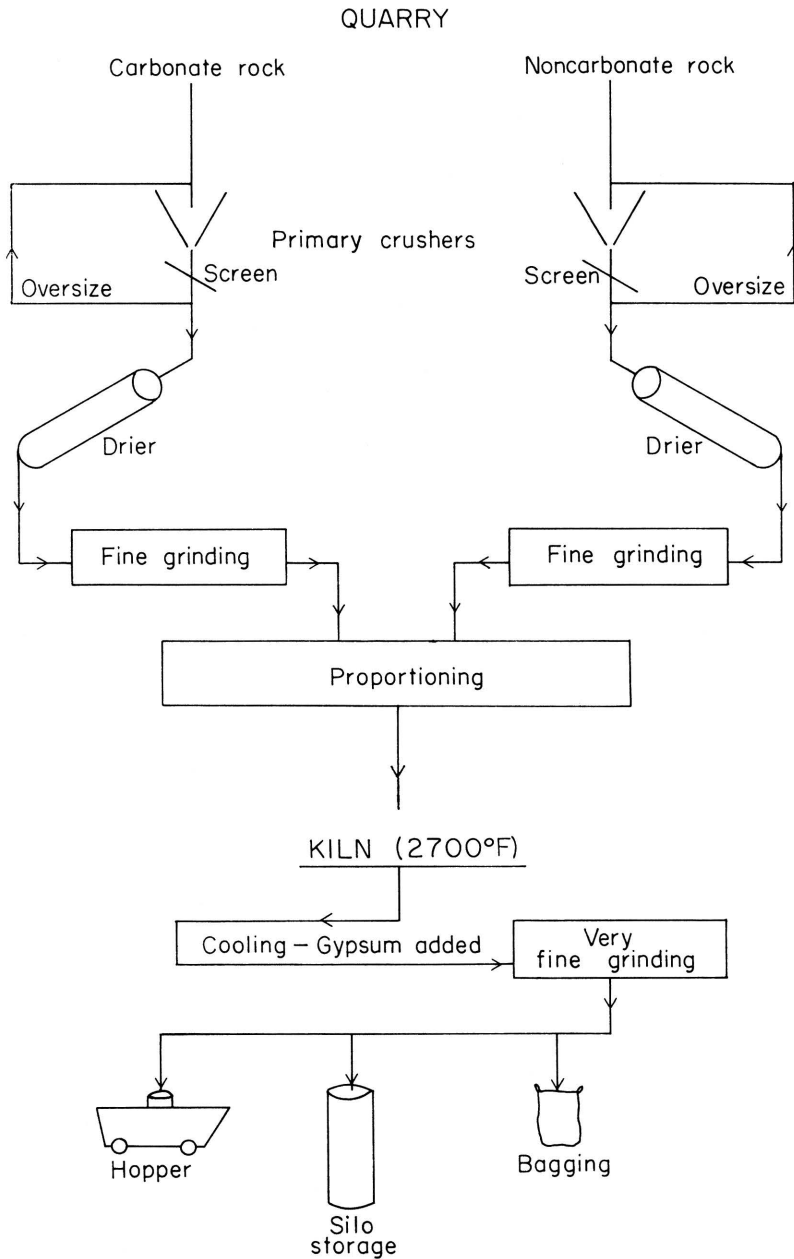 QUARRY
Carbonate rock
Noncarbonate rock
Primary crushers
Screen
Screen
Oversize
Oversize
Drier
Drier
Fine grinding
Fine grinding
Proportioning
KILN (2700°F)
Cooling – Gypsum added
Very
fine grinding
Hopper
Silo
storage
Bagging